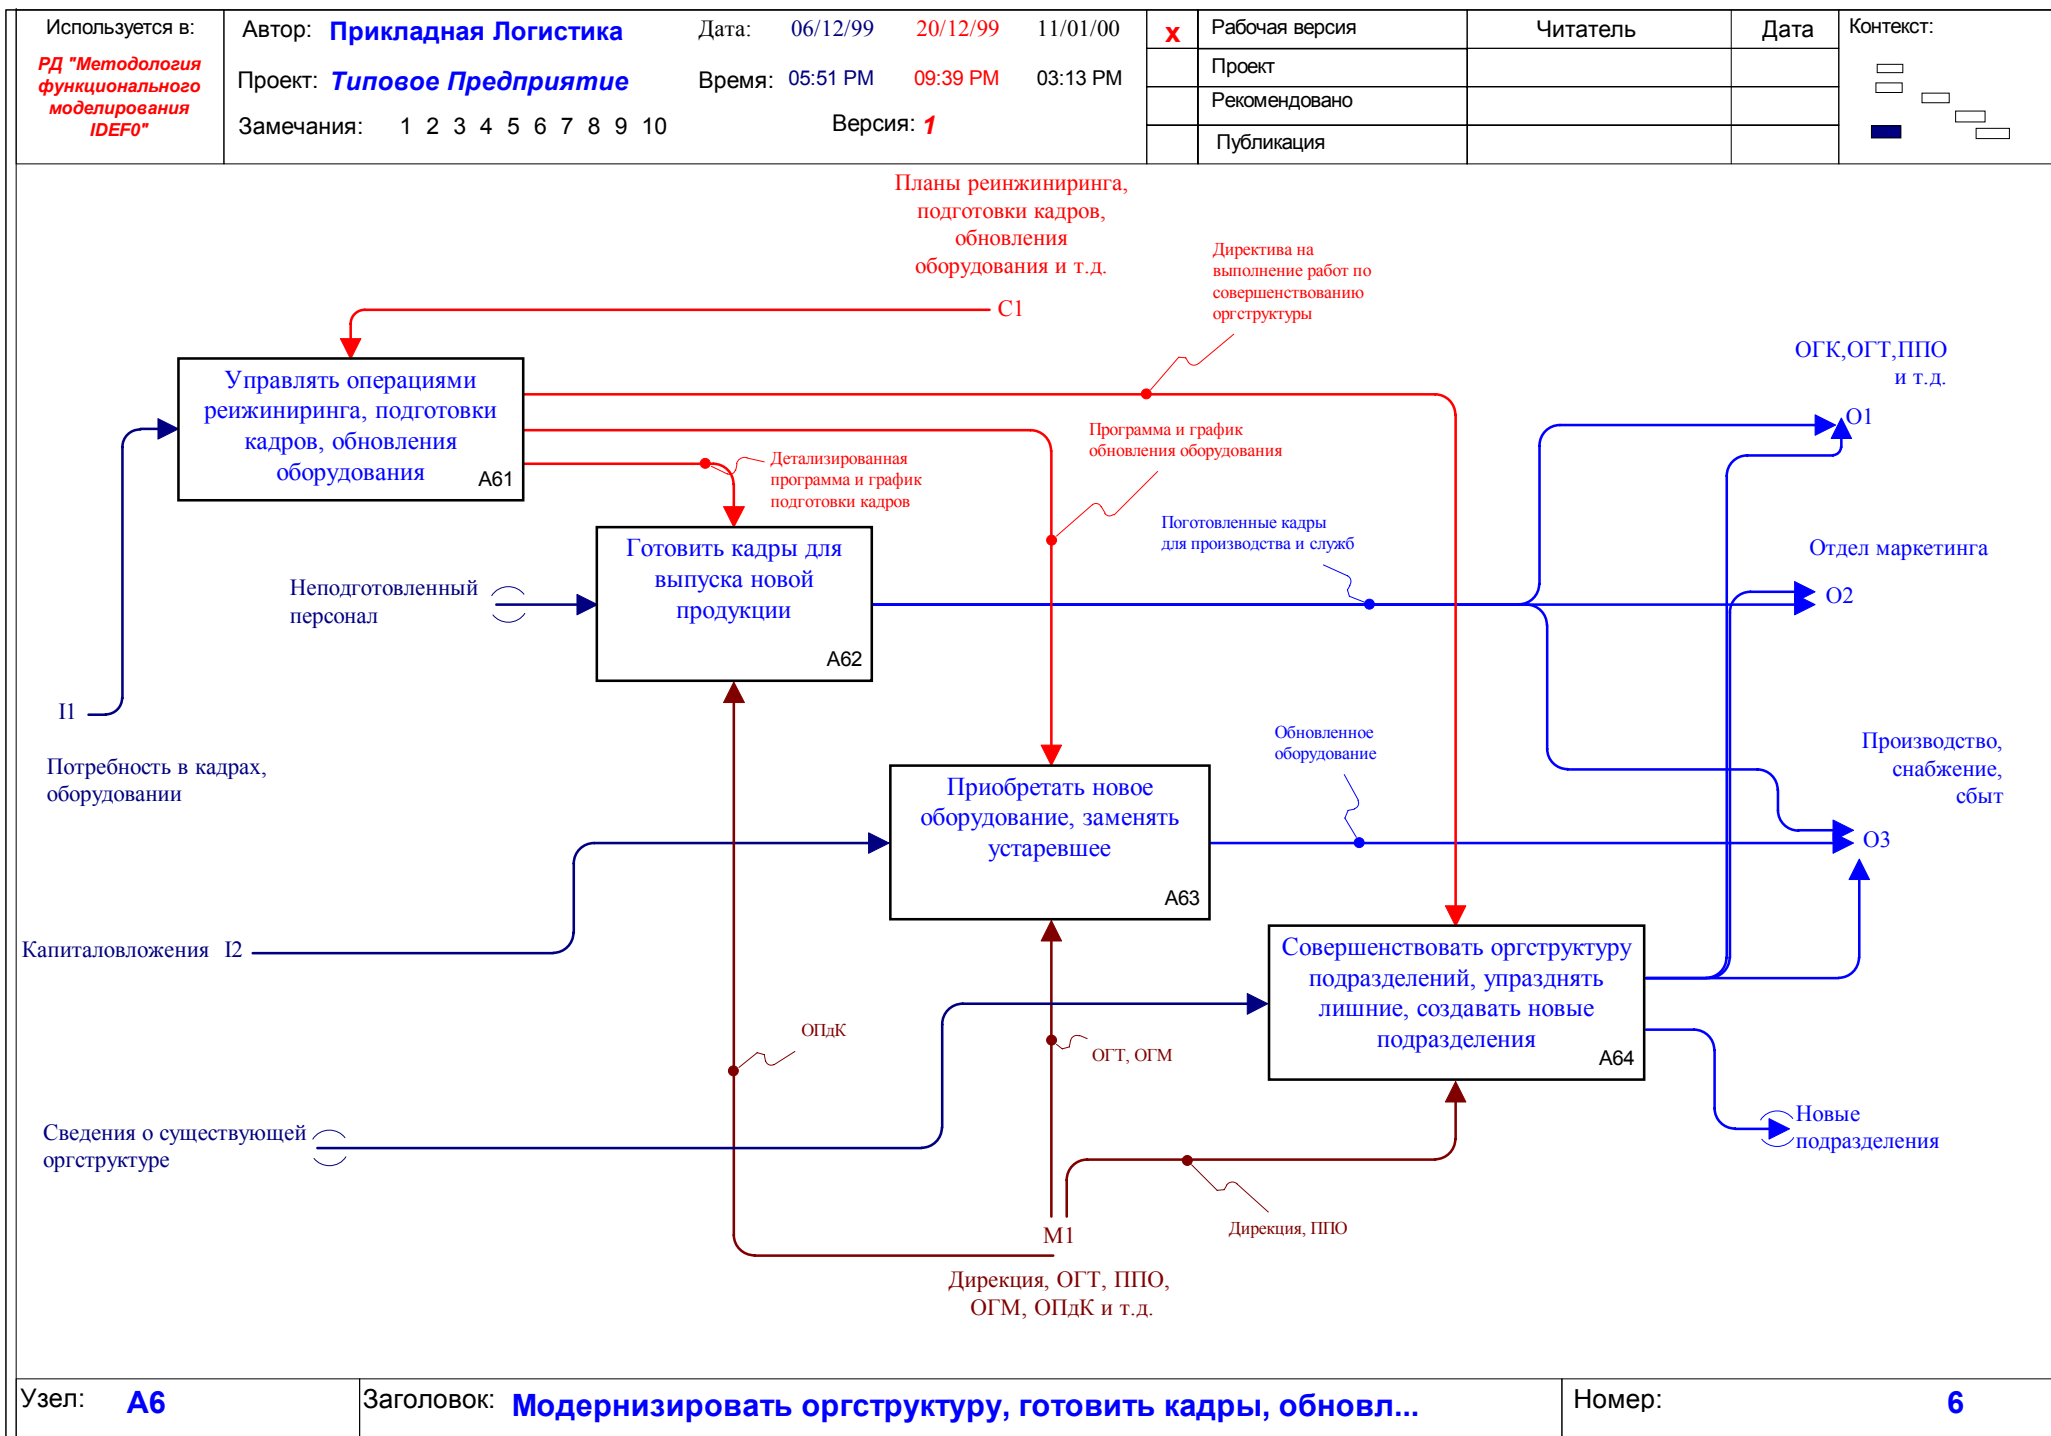 Используется в:
РД "Методология
функционального
моделирования
IDEF0"
Автор: Прикладная Логистика
Дата: 06/12/99 20/12/99 11/01/00
Проект: Типовое Предприятие
Время: 05:51 PM 09:39 PM 03:13 PM
Замечания: 1 2 3 4 5 6 7 8 9 10
Версия: 1
x Рабочая версия
Проект
Рекомендовано
Публикация
Читатель
Дата
Контекст:
Планы реинжиниринга,
подготовки кадров,
обновления
оборудования и т.д.
C1
Директива на
выполнение работ по
совершенствованию
оргструктуры
ОГК,ОГТ,ППО
и т.д.
O1
Управлять операциями
реижиниринга, подготовки
кадров, обновления
оборудования
A61
Детализированная
программа и график
подготовки кадров
Программа и график
обновления оборудования
Поготовленные кадры
для производства и служб
Отдел маркетинга
O2
Неподготовленный
персонал
Готовить кадры для
выпуска новой
продукции
A62
I1
Потребность в кадрах,
оборудовании
Обновленное
оборудование
Производство,
снабжение,
сбыт
O3
Приобретать новое
оборудование, заменять
устаревшее
A63
Капиталовложения I2
Совершенствовать оргструктуру
подразделений, упразднять
лишние, создавать новые
подразделения
A64
ОПдК
ОГТ, ОГМ
Сведения о существующей
оргструктуре
Новые
подразделения
M1
Дирекция, ППО
Дирекция, ОГТ, ППО,
ОГМ, ОПдК и т.д.
Узел: A6
Заголовок: Модернизировать оргструктуру, готовить кадры, обновл...
Номер: 6